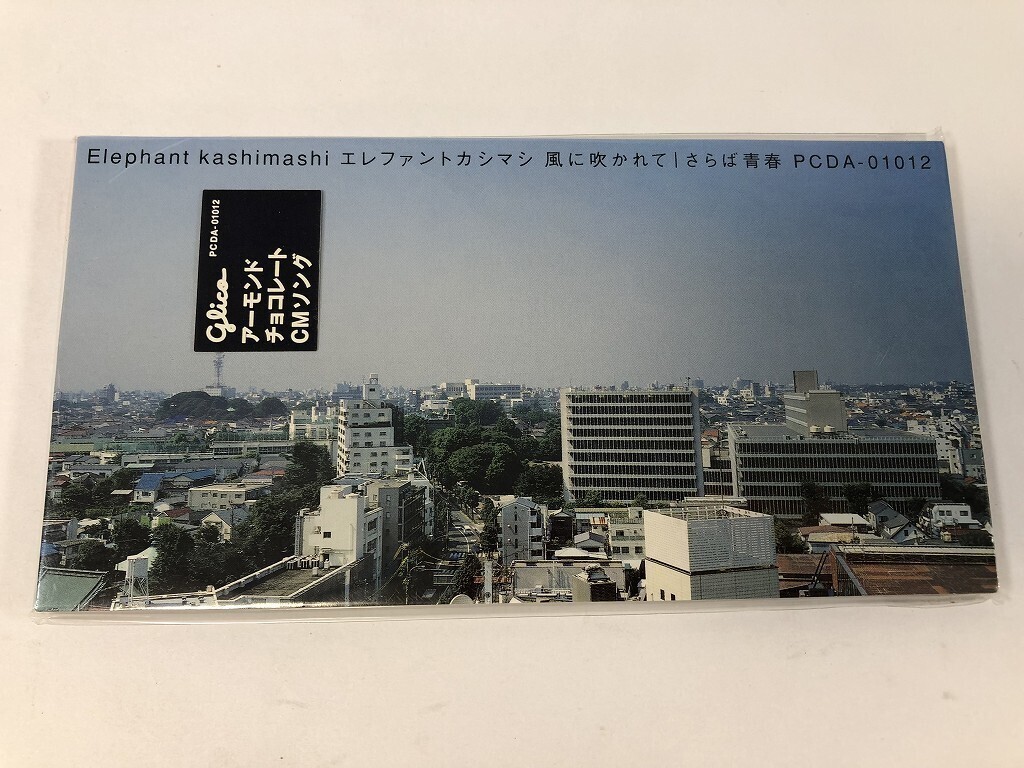 Elephant kashimashi エレファントカシマシ 風に吹かれて|さらば青春 PCDA-01012
Glico PCDA-01012
アーモンド
チョコレート
CMソング